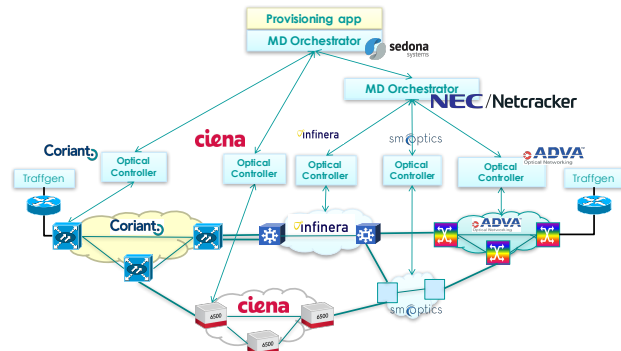 Provisioning app
MD Orchestrator
sedona
systems
MD Orchestrator
NEC/Netcracker
Coriant
ciena
infinera
sm optics
ADVA
Optical Networking
Optical
Controller
Optical
Controller
Optical
Controller
Optical
Controller
Optical
Controller
Traffgen
Traffgen
Coriant
infinera
ADVA
Optical Networking
ciena
6500
6500
6500
sm optics